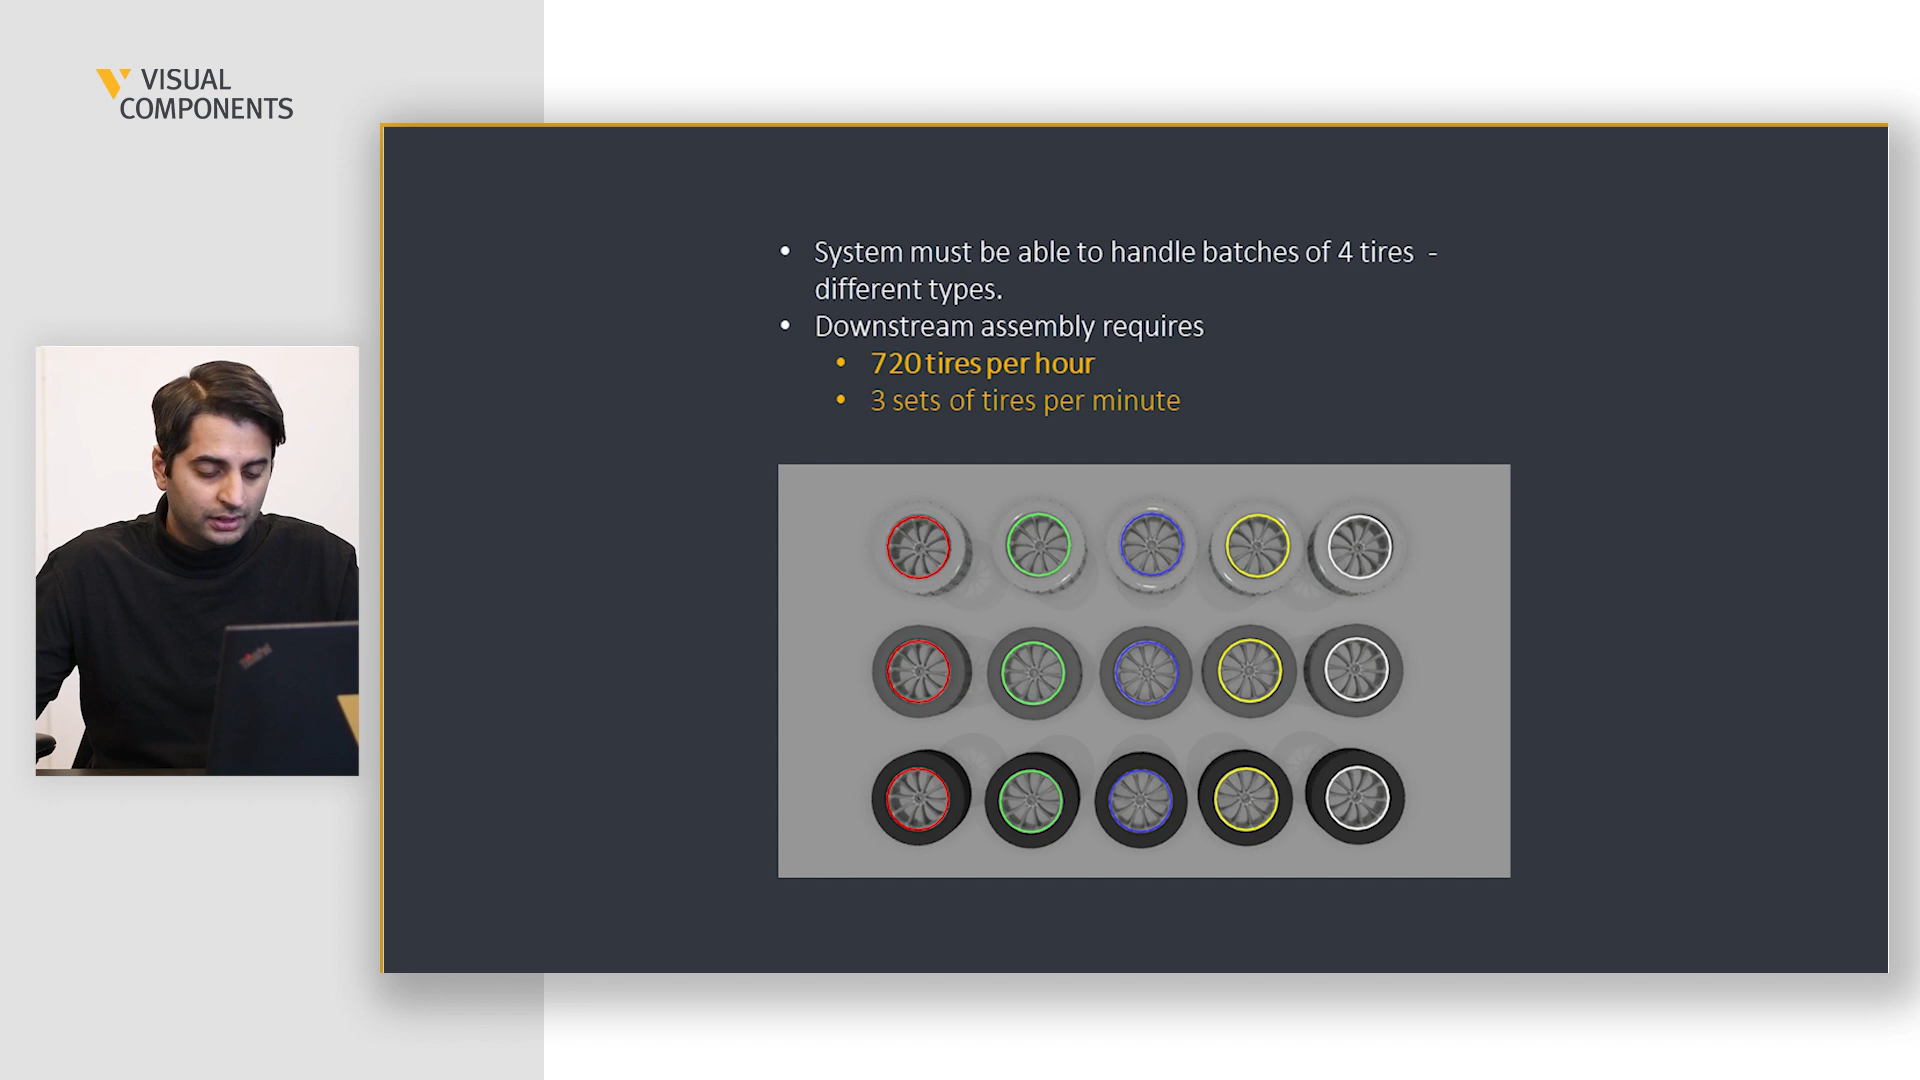 VISUAL
COMPONENTS
• System must be able to handle batches of 4 tires -
different types.
• Downstream assembly requires
• 720 tires per hour
• 3 sets of tires per minute
ThinkPad